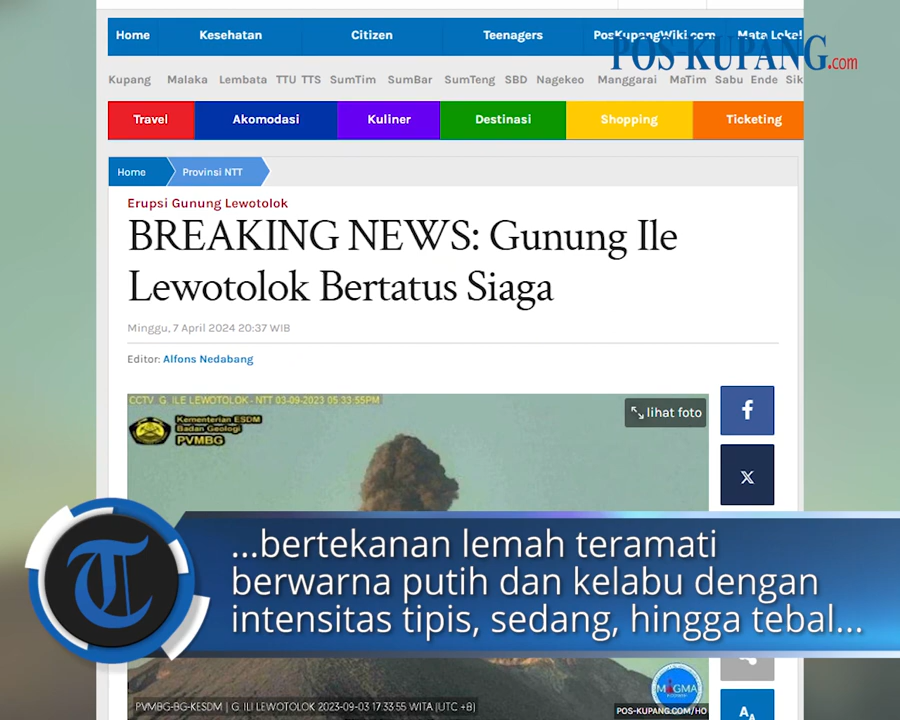 Home Kesehatan Citizen Teenagers PosKupangWiki.com Mata Lokal
POS-KUPANG.com
Kupang Malaka Lembata TTU TTS SumTim SumBar SumTeng SBD Nagekeo Manggarai MaTim Sabu Ende Sik
Travel Akomodasi Kuliner Destinasi Shopping Ticketing
Home Provinsi NTT
Erupsi Gunung Lewotolok
BREAKING NEWS: Gunung Ile
Lewotolok Bertatus Siaga
Minggu, 7 April 2024 20:37 WIB
Editor: Alfons Nedabang
CCTV G. ILE LEWOTOLOK - NTT 03-09-2023 05:33:55PM
Kementerian ESDM
Badan Geologi
PVMBG
lihat foto
...bertekanan lemah teramati
berwarna putih dan kelabu dengan
intensitas tipis, sedang, hingga tebal...
T
MAGMA
PVMBG-BG-KESDM | G. ILI LEWOTOLOK 2023-09-03 17:33:55 WITA (UTC +8)
POS-KUPANG.COM/HO
AA